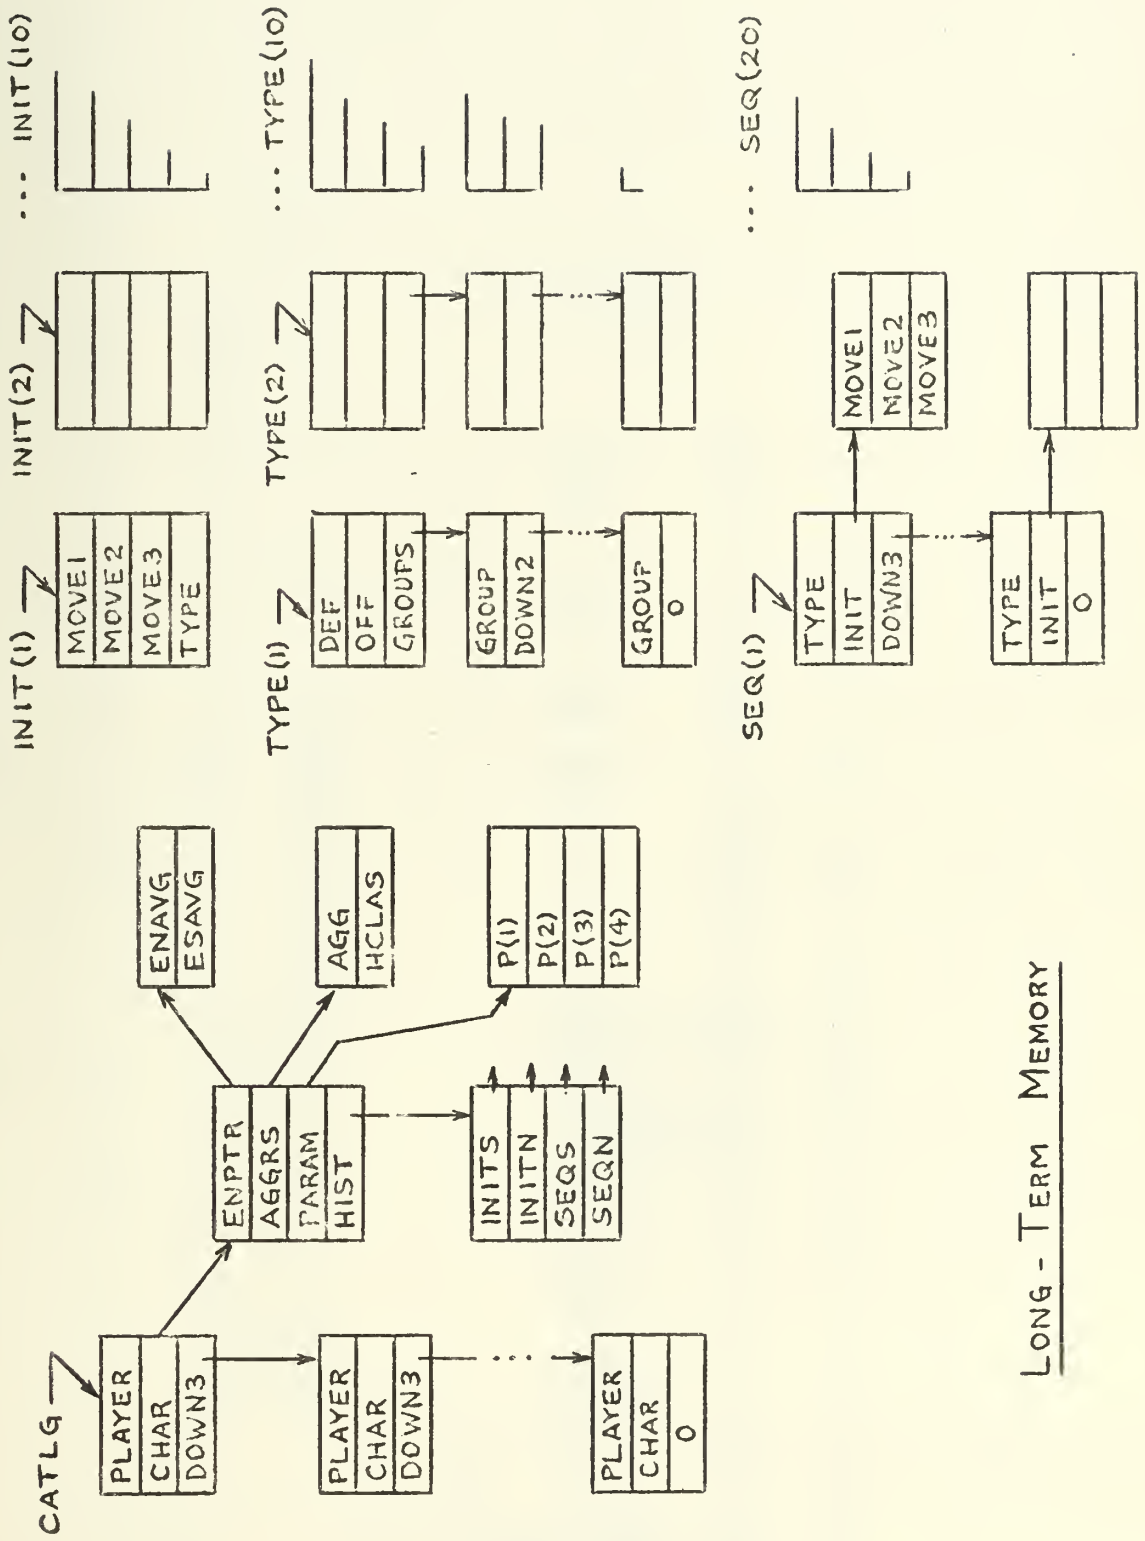 CATLG
PLAYER
CHAR
DOWN3
PLAYER
CHAR
DOWN3
...
PLAYER
CHAR
0
ENPTR
AGGRS
PARAM
HIST
INITS
INITN
SEQS
SEQN
ENAVG
ESAVG
AGG
HCLAS
P(1)
P(2)
P(3)
P(4)
INIT(1)
MOVE1
MOVE2
MOVE3
TYPE
INIT(2)
... INIT(10)
TYPE(1)
DEF
OFF
GROUPS
GROUP
DOWN2
...
GROUP
0
TYPE(2)
...
... TYPE(10)
SEQ(1)
TYPE
INIT
DOWN3
...
TYPE
INIT
0
MOVE1
MOVE2
MOVE3
... SEQ(20)
LONG-TERM MEMORY